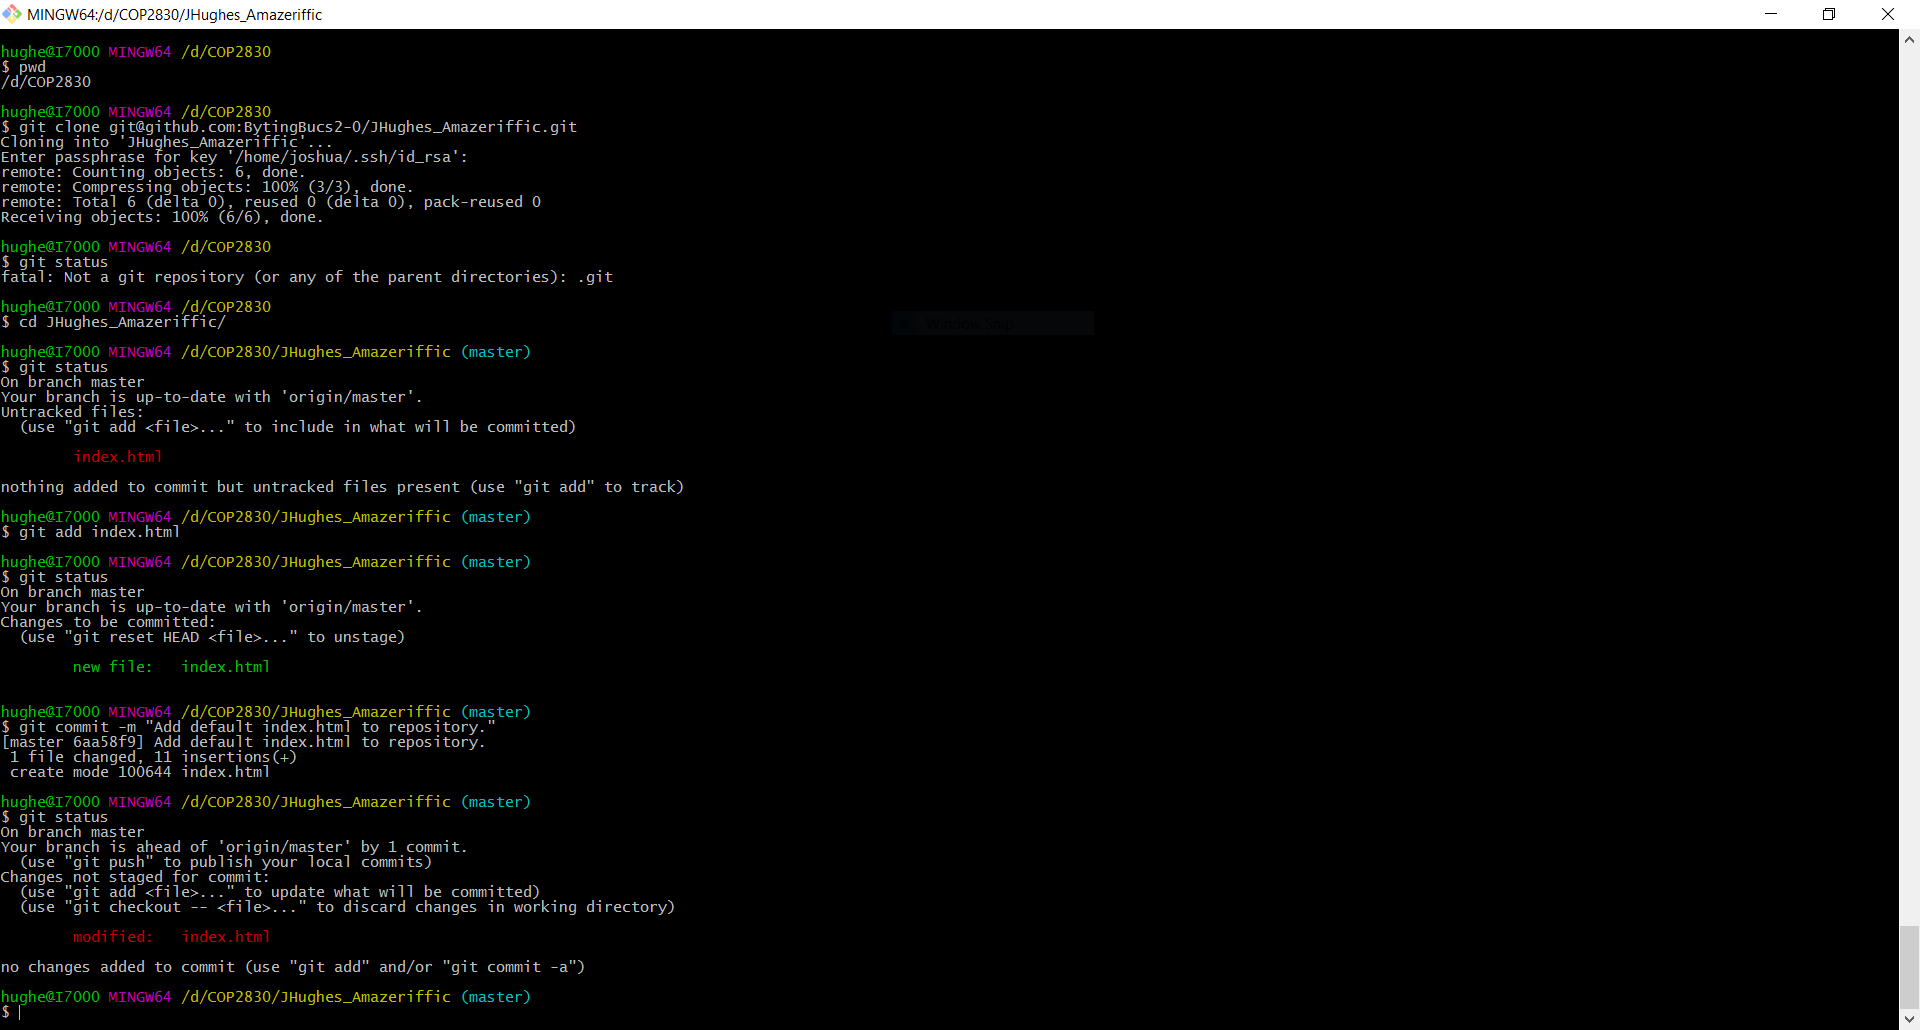 MINGW64:/d/COP2830/JHughes_Amazeriffic
hughe@I7000 MINGW64 /d/COP2830
$ pwd
/d/COP2830
hughe@I7000 MINGW64 /d/COP2830
$ git clone git@github.com:BytingBucs2-0/JHughes_Amazeriffic.git
Cloning into 'JHughes_Amazeriffic'...
Enter passphrase for key '/home/joshua/.ssh/id_rsa':
remote: Counting objects: 6, done.
remote: Compressing objects: 100% (3/3), done.
remote: Total 6 (delta 0), reused 0 (delta 0), pack-reused 0
Receiving objects: 100% (6/6), done.
hughe@I7000 MINGW64 /d/COP2830
$ git status
fatal: Not a git repository (or any of the parent directories): .git
hughe@I7000 MINGW64 /d/COP2830
$ cd JHughes_Amazeriffic/
Window Snip
hughe@I7000 MINGW64 /d/COP2830/JHughes_Amazeriffic (master)
$ git status
On branch master
Your branch is up-to-date with 'origin/master'.
Untracked files:
  (use "git add <file>..." to include in what will be committed)
        index.html
nothing added to commit but untracked files present (use "git add" to track)
hughe@I7000 MINGW64 /d/COP2830/JHughes_Amazeriffic (master)
$ git add index.html
hughe@I7000 MINGW64 /d/COP2830/JHughes_Amazeriffic (master)
$ git status
On branch master
Your branch is up-to-date with 'origin/master'.
Changes to be committed:
  (use "git reset HEAD <file>..." to unstage)
        new file:   index.html
hughe@I7000 MINGW64 /d/COP2830/JHughes_Amazeriffic (master)
$ git commit -m "Add default index.html to repository."
[master 6aa58f9] Add default index.html to repository.
 1 file changed, 11 insertions(+)
 create mode 100644 index.html
hughe@I7000 MINGW64 /d/COP2830/JHughes_Amazeriffic (master)
$ git status
On branch master
Your branch is ahead of 'origin/master' by 1 commit.
  (use "git push" to publish your local commits)
Changes not staged for commit:
  (use "git add <file>..." to update what will be committed)
  (use "git checkout -- <file>..." to discard changes in working directory)
        modified:   index.html
no changes added to commit (use "git add" and/or "git commit -a")
hughe@I7000 MINGW64 /d/COP2830/JHughes_Amazeriffic (master)
$